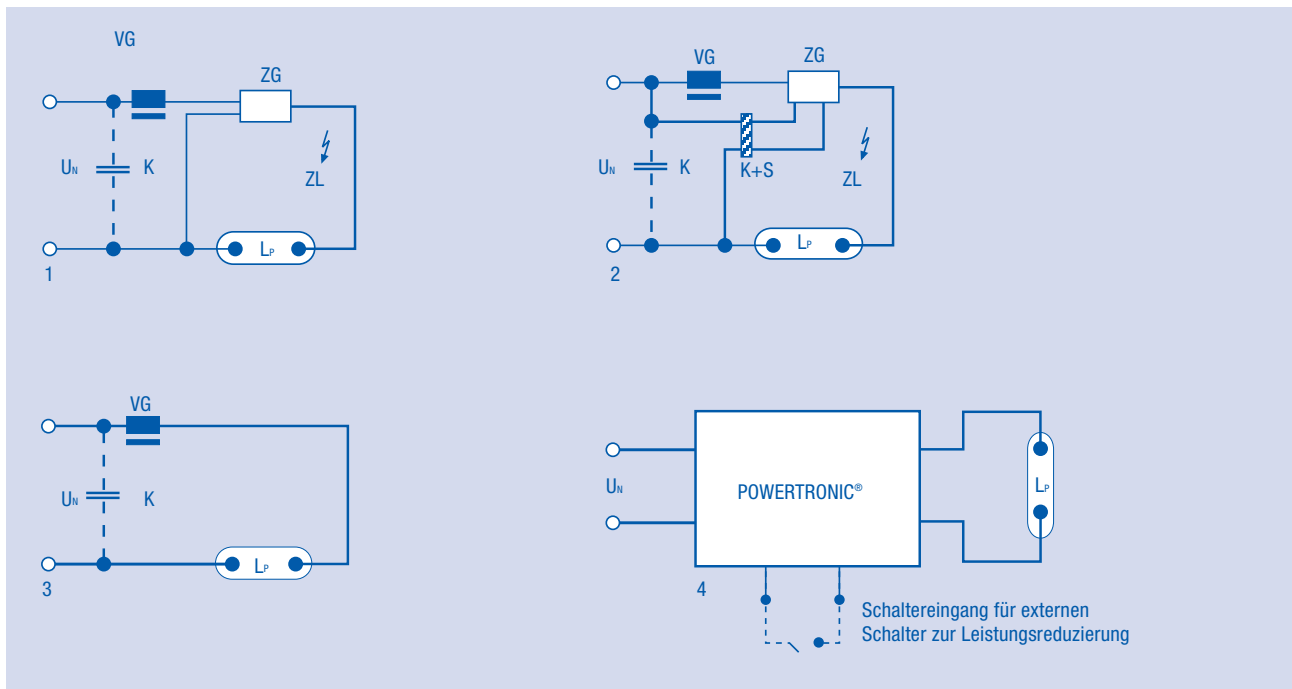 VG
ZG
Uₙ
K
ZL
Lₚ
1
VG
ZG
Uₙ
K
K+S
ZL
Lₚ
2
VG
Uₙ
K
Lₚ
3
Uₙ
POWERTRONIC®
Lₚ
4
Schaltereingang für externen
Schalter zur Leistungsreduzierung